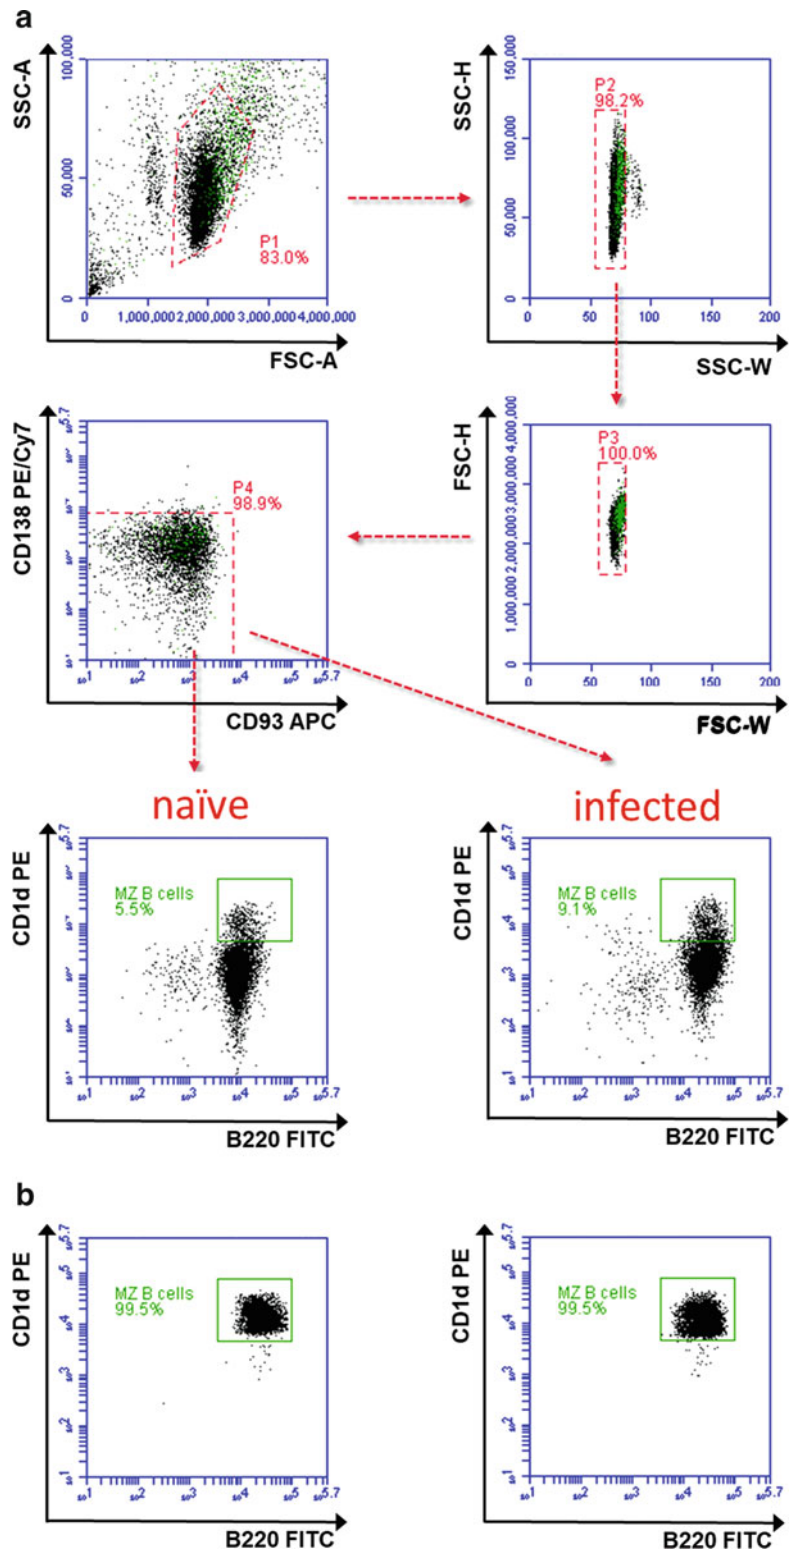 a
SSC-A
100,000
50,000
0
P1
83.0%
0 1,000,000 2,000,000 3,000,000 4,000,000
FSC-A
SSC-H
150,000
100,000
50,000
0
P2
98.2%
0 50 100 150 200
SSC-W
CD138 PE/Cy7
P4
98.9%
CD93 APC
FSC-H
4,000,000
3,000,000
2,000,000
1,000,000
0
P3
100.0%
0 50 100 150 200
FSC-W
naïve
CD1d PE
MZ B cells
5.5%
B220 FITC
infected
CD1d PE
MZ B cells
9.1%
B220 FITC
b
CD1d PE
MZ B cells
99.5%
B220 FITC
CD1d PE
MZ B cells
99.5%
B220 FITC